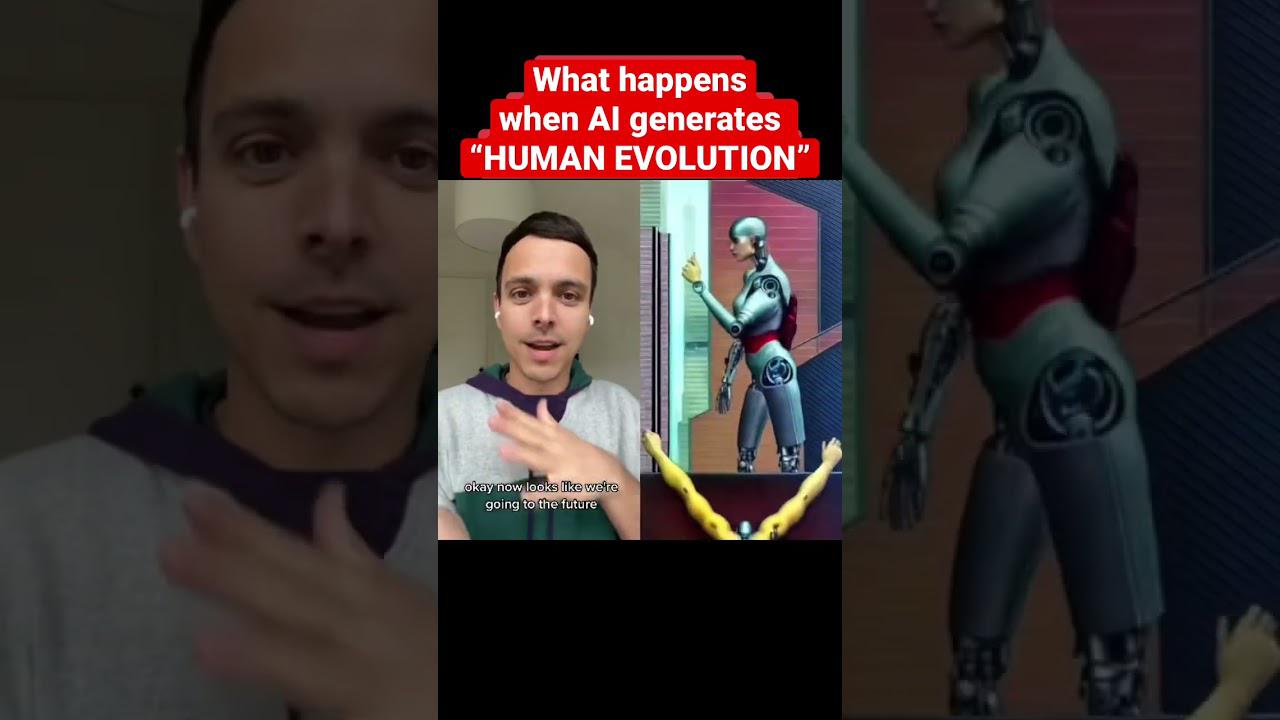 What happens
when AI generates
“HUMAN EVOLUTION”
okay now looks like we're
going to the future